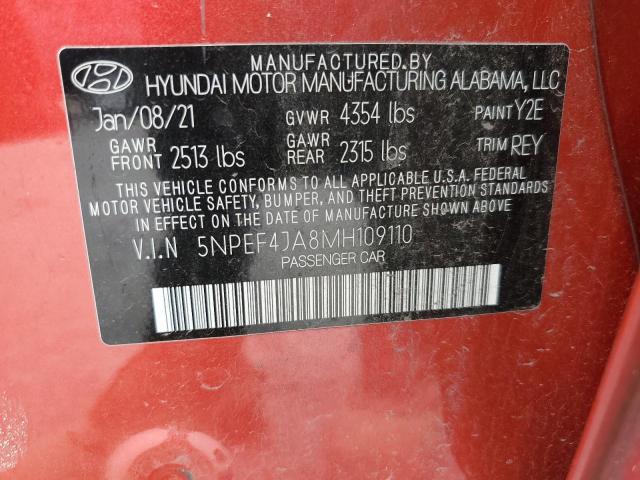 MANUFACTURED.BY
HYUNDAI MOTOR MANUFACTURING ALABAMA, LLC
Jan/08/21 GVWR 4354 lbs PAINT Y2E
GAWR FRONT 2513 lbs GAWR REAR 2315 lbs TRIM REY
THIS VEHICLE CONFORMS TO ALL APPLICABLE U.S.A. FEDERAL
MOTOR VEHICLE SAFETY, BUMPER, AND THEFT PREVENTION STANDARDS
IN EFFECT ON THE DATE OF MANUFACTURE SHOWN ABOVE.
V.I.N 5NPEF4JA8MH109110
PASSENGER CAR